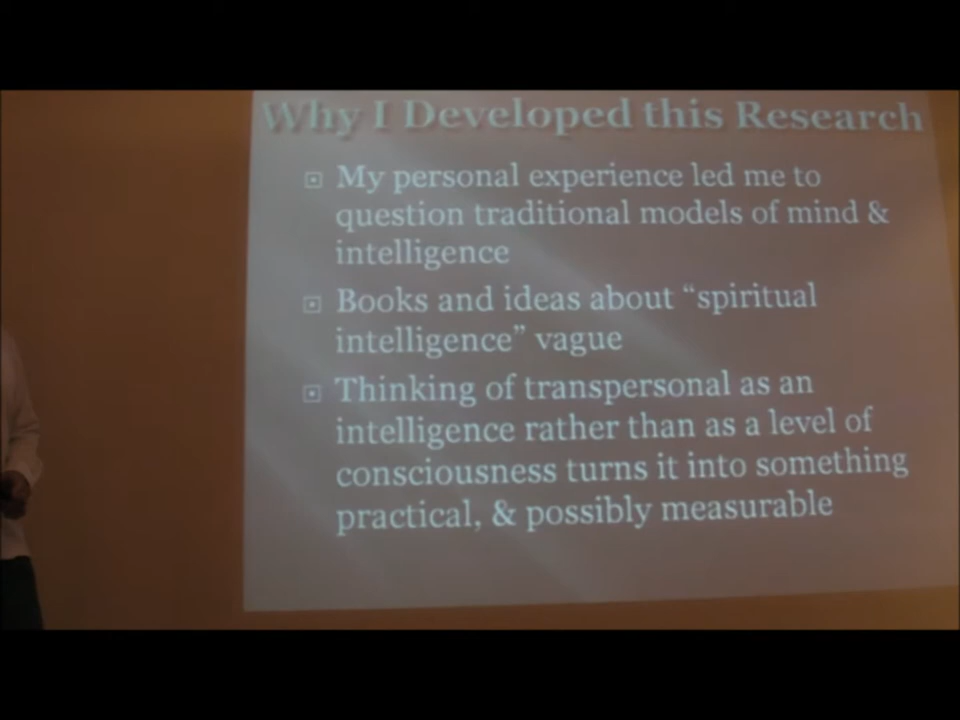 Why I Developed this Research
My personal experience led me to
question traditional models of mind &
intelligence
Books and ideas about “spiritual
intelligence” vague
Thinking of transpersonal as an
intelligence rather than as a level of
consciousness turns it into something
practical, & possibly measurable